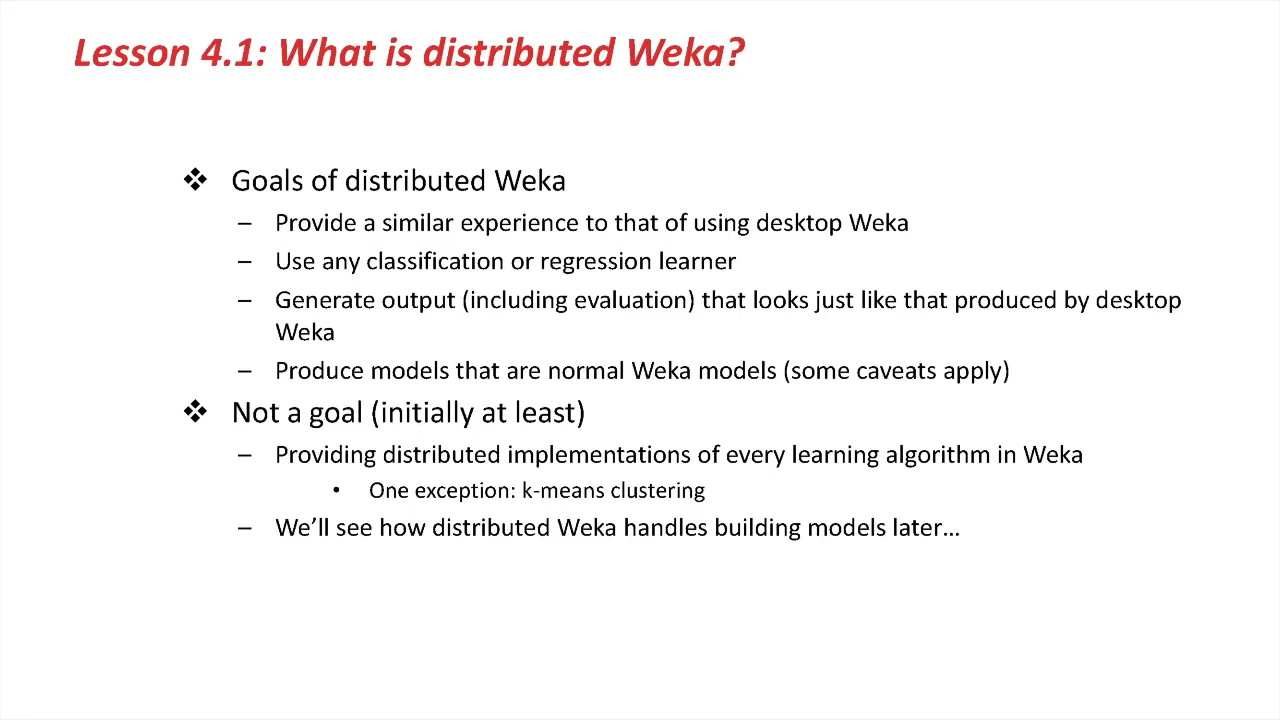 Lesson 4.1: What is distributed Weka?
❖ Goals of distributed Weka
– Provide a similar experience to that of using desktop Weka
– Use any classification or regression learner
– Generate output (including evaluation) that looks just like that produced by desktop
Weka
– Produce models that are normal Weka models (some caveats apply)
❖ Not a goal (initially at least)
– Providing distributed implementations of every learning algorithm in Weka
• One exception: k-means clustering
– We’ll see how distributed Weka handles building models later…